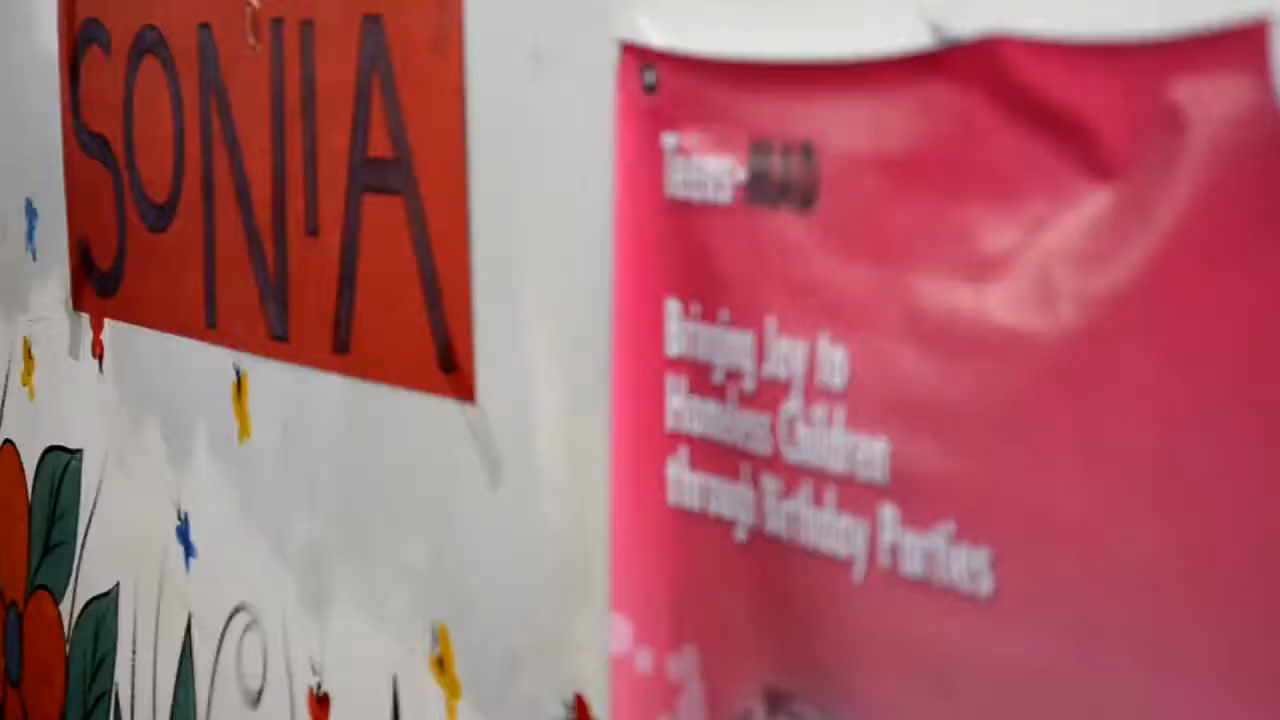 SONIA
Bringing Joy to
Homeless Children
through Birthday Parties